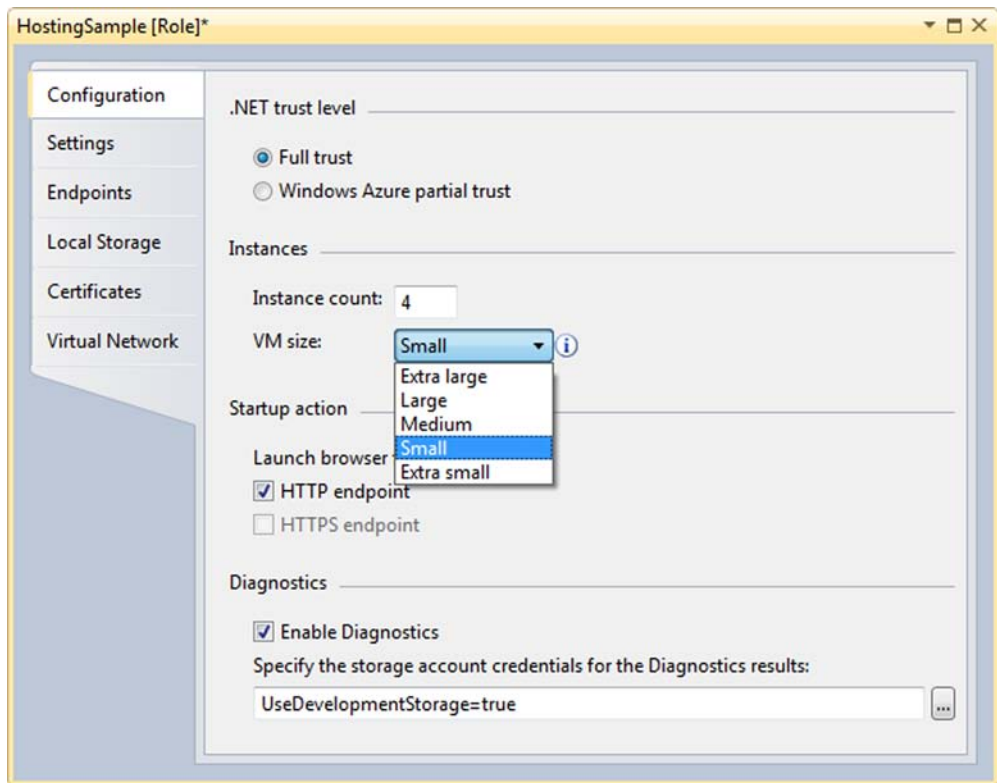 HostingSample [Role]*
Configuration
Settings
Endpoints
Local Storage
Certificates
Virtual Network
.NET trust level
Full trust
Windows Azure partial trust
Instances
Instance count: 4
VM size: Small
Extra large
Large
Medium
Small
Extra small
Startup action
Launch browser
HTTP endpoint
HTTPS endpoint
Diagnostics
Enable Diagnostics
Specify the storage account credentials for the Diagnostics results:
UseDevelopmentStorage=true
...